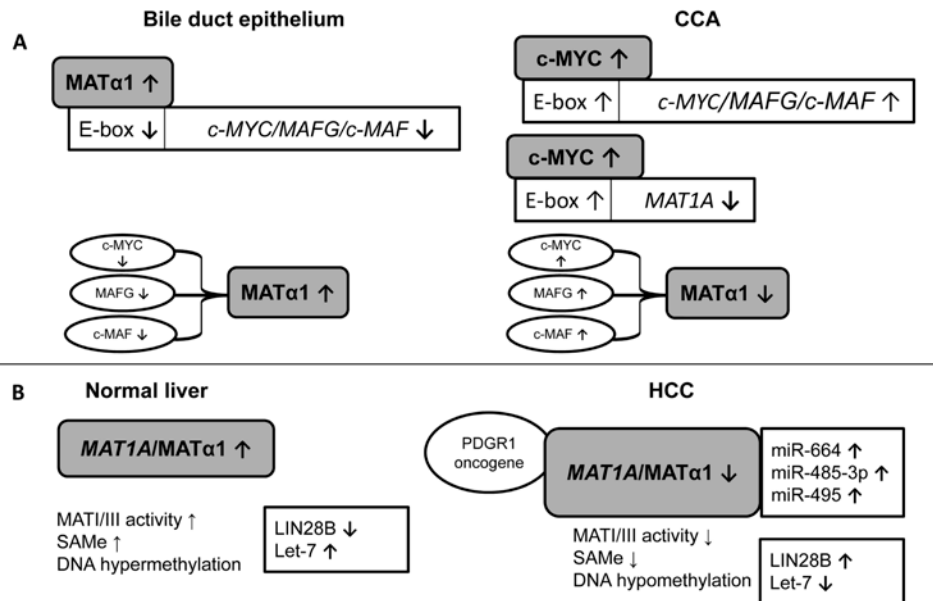 Bile duct epithelium
CCA
A
MATα1 ↑
E-box ↓ c-MYC/MAFG/c-MAF ↓
c-MYC ↑
E-box ↑ c-MYC/MAFG/c-MAF ↑
c-MYC ↑
E-box ↑ MAT1A ↓
c-MYC
↓
MAFG ↓
c-MAF ↓
MATα1 ↑
c-MYC
↑
MAFG ↑
c-MAF ↑
MATα1 ↓
B
Normal liver
HCC
MAT1A/MATα1 ↑
MATI/III activity ↑
SAMe ↑
DNA hypermethylation
LIN28B ↓
Let-7 ↑
PDGR1
oncogene
MAT1A/MATα1 ↓
miR-664 ↑
miR-485-3p ↑
miR-495 ↑
MATI/III activity ↓
SAMe ↓
DNA hypomethylation
LIN28B ↑
Let-7 ↓